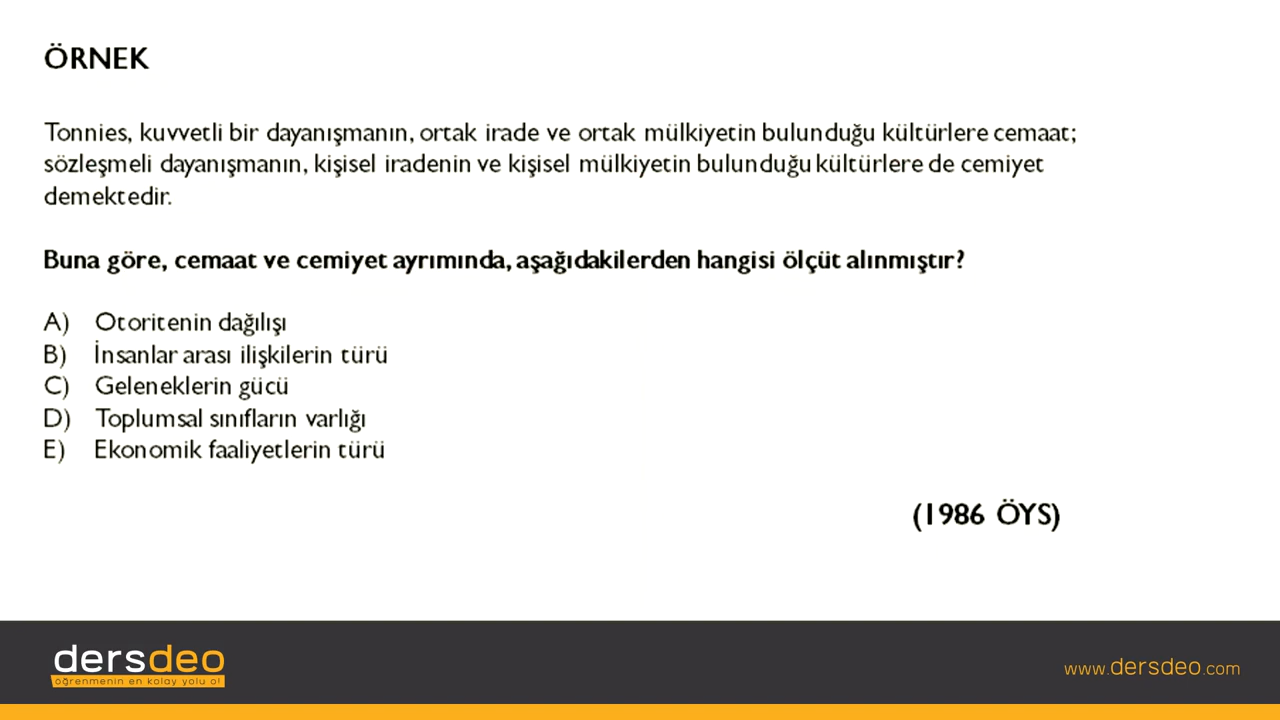 ÖRNEK
Tonnies, kuvvetli bir dayanışmanın, ortak irade ve ortak mülkiyetin bulunduğu kültürlere cemaat;
sözleşmeli dayanışmanın, kişisel iradenin ve kişisel mülkiyetin bulunduğu kültürlere de cemiyet
demektedir.
Buna göre, cemaat ve cemiyet ayrımında, aşağıdakilerden hangisi ölçüt alınmıştır?
A) Otoritenin dağılışı
B) İnsanlar arası ilişkilerin türü
C) Geleneklerin gücü
D) Toplumsal sınıfların varlığı
E) Ekonomik faaliyetlerin türü
(1986 ÖYS)
dersdeo
öğrenmenin en kolay yolu o!
www.dersdeo.com